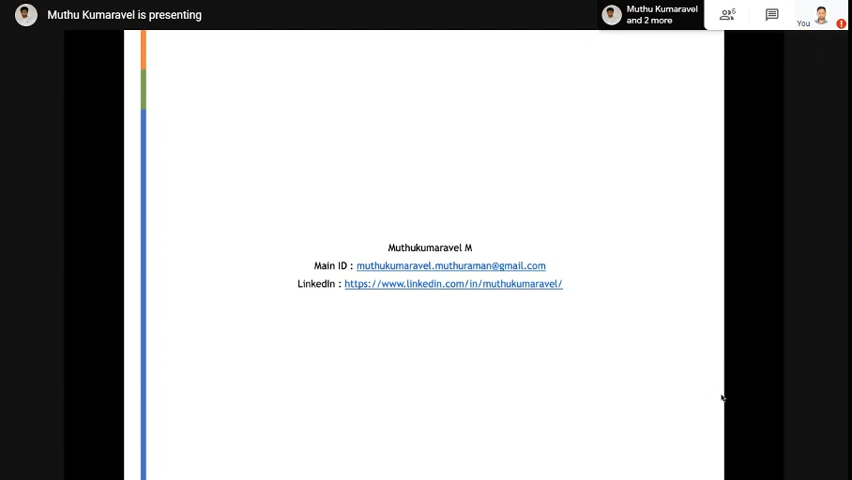 Muthu Kumaravel is presenting
Muthu Kumaravel
and 2 more
5
You
Muthukumaravel M
Main ID : muthukumaravel.muthuraman@gmail.com
LinkedIn : https://www.linkedin.com/in/muthukumaravel/